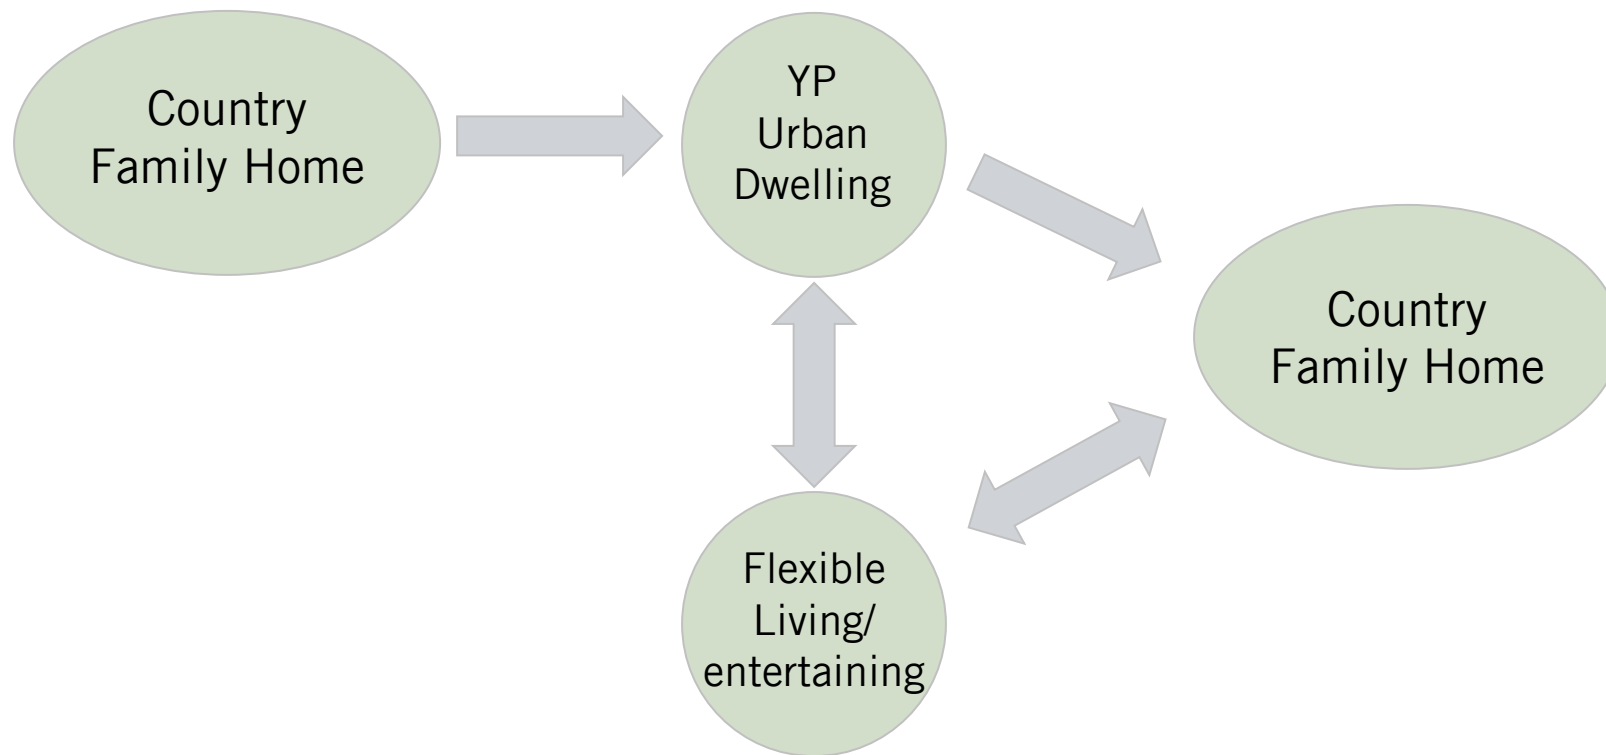 Country
Family Home
YP
Urban
Dwelling
Country
Family Home
Flexible
Living/
entertaining